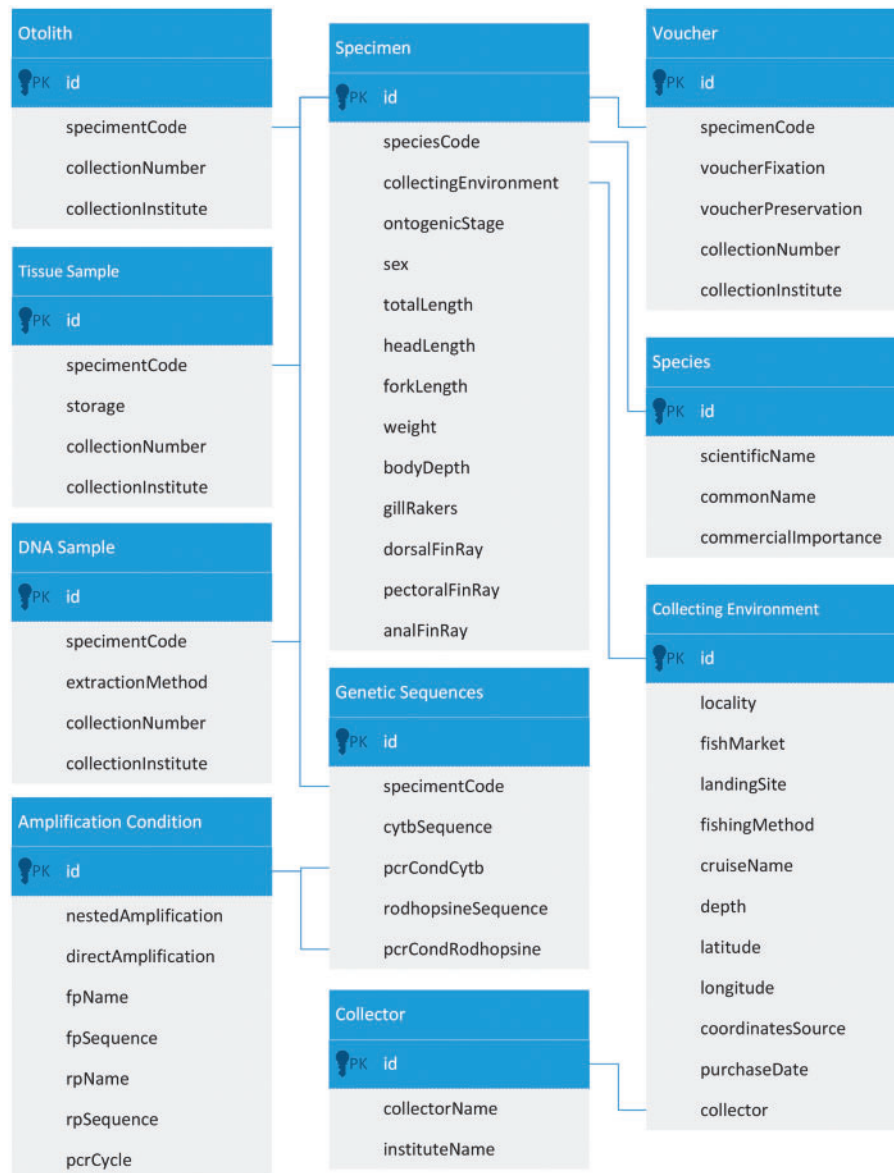 Otolith
PK id
specimentCode
collectionNumber
collectionInstitute
Tissue Sample
PK id
specimentCode
storage
collectionNumber
collectionInstitute
DNA Sample
PK id
specimentCode
extractionMethod
collectionNumber
collectionInstitute
Amplification Condition
PK id
nestedAmplification
directAmplification
fpName
fpSequence
rpName
rpSequence
pcrCycle
Specimen
PK id
speciesCode
collectingEnvironment
ontogenicStage
sex
totalLength
headLength
forkLength
weight
bodyDepth
gillRakers
dorsalFinRay
pectoralFinRay
analFinRay
Genetic Sequences
PK id
specimentCode
cytbSequence
pcrCondCytb
rodhopsineSequence
pcrCondRodhopsine
Collector
PK id
collectorName
instituteName
Voucher
PK id
specimenCode
voucherFixation
voucherPreservation
collectionNumber
collectionInstitute
Species
PK id
scientificName
commonName
commercialImportance
Collecting Environment
PK id
locality
fishMarket
landingSite
fishingMethod
cruiseName
depth
latitude
longitude
coordinatesSource
purchaseDate
collector